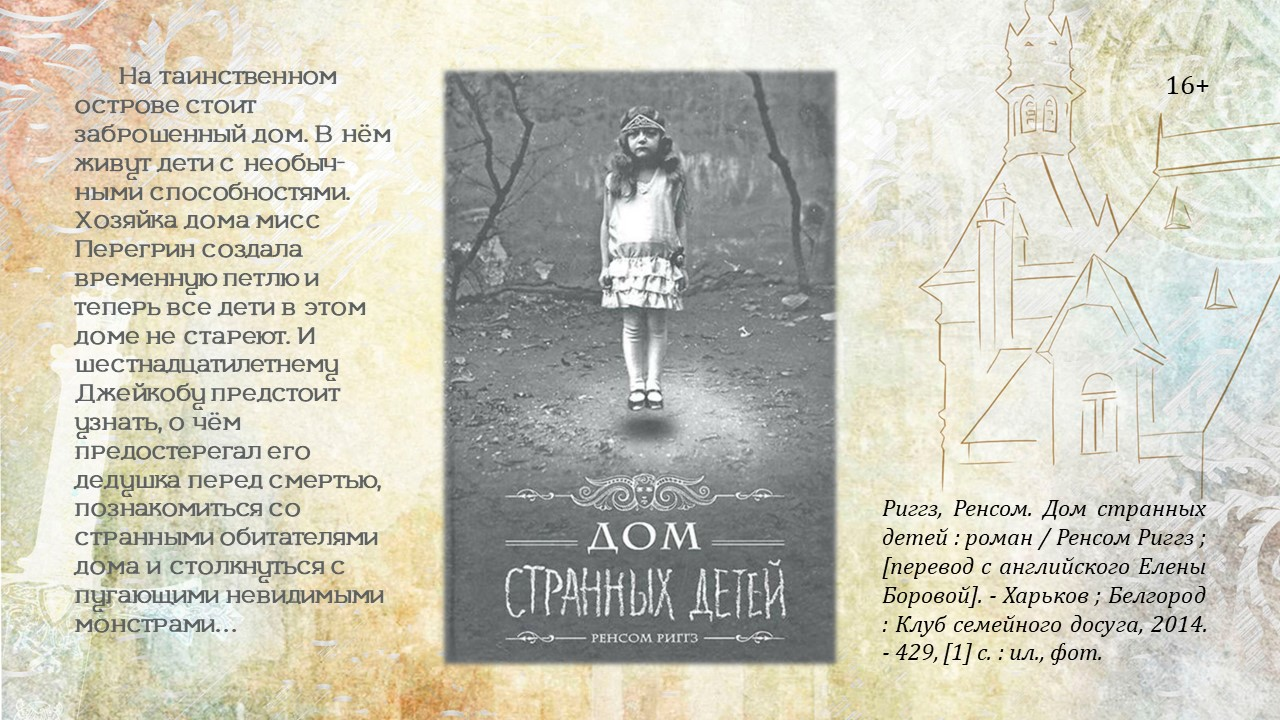 На таинственном
острове стоит
заброшенный дом. В нём
живут дети с необыч-
ными способностями.
Хозяйка дома мисс
Перегрин создала
временную петлю и
теперь все дети в этом
доме не стареют. И
шестнадцатилетнему
Джейкобу предстоит
узнать, о чём
предостерегал его
дедушка перед смертью,
познакомиться со
странными обитателями
дома и столкнуться с
пугающими невидимыми
монстрами...
ДОМ
СТРАННЫХ ДЕТЕЙ
РЕНСОМ РИГГЗ
16+
Риггз, Ренсом. Дом странных
детей : роман / Ренсом Риггз ;
[перевод с английского Елены
Боровой]. - Харьков ; Белгород
: Клуб семейного досуга, 2014.
- 429, [1] с. : ил., фот.